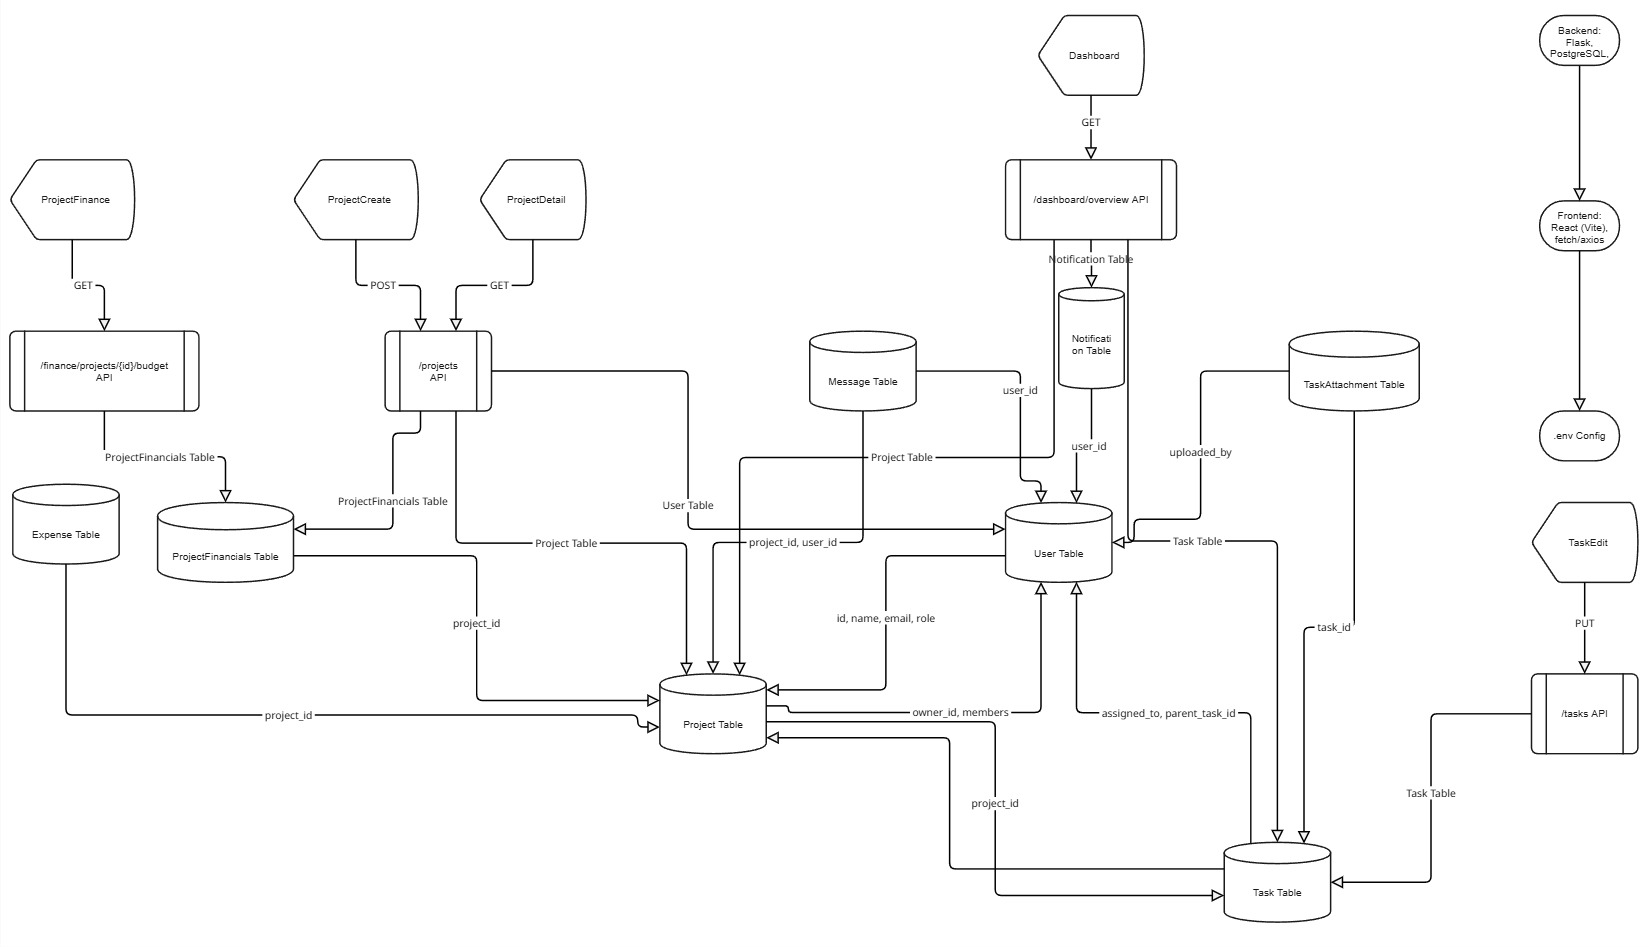 Dashboard
Backend:
Flask,
PostgreSQL,
GET
ProjectFinance
ProjectCreate
ProjectDetail
/dashboard/overview API
Frontend:
React (Vite),
fetch/axios
Notification Table
GET
POST
GET
/finance/projects/{id}/budget
API
/projects
API
Message Table
Notificati
on Table
TaskAttachment Table
user_id
.env Config
user_id
uploaded_by
ProjectFinancials Table
Project Table
ProjectFinancials Table
User Table
Expense Table
ProjectFinancials Table
Project Table
project_id, user_id
User Table
Task Table
TaskEdit
id, name, email, role
project_id
task_id
PUT
project_id
Project Table
owner_id, members
assigned_to, parent_task_id
/tasks API
project_id
Task Table
Task Table